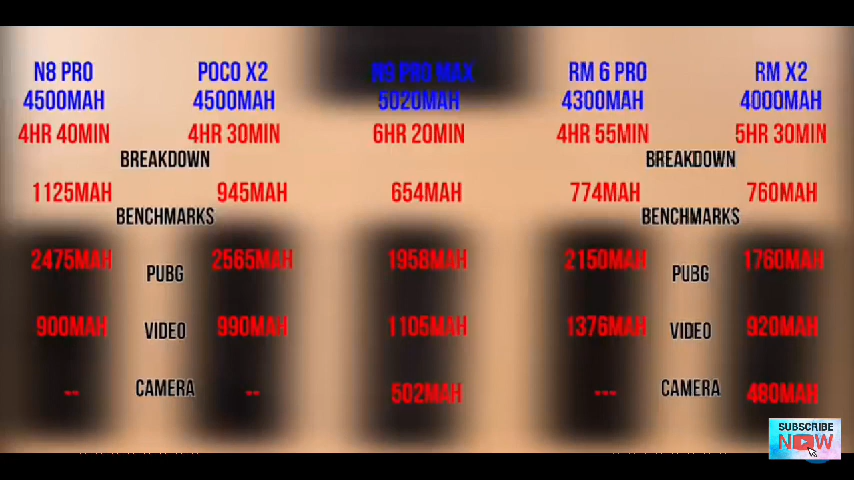 N8 PRO POCO X2 N9 PRO MAX RM 6 PRO RM X2
4500MAH 4500MAH 5020MAH 4300MAH 4000MAH
4HR 40MIN 4HR 30MIN 6HR 20MIN 4HR 55MIN 5HR 30MIN
BREAKDOWN BREAKDOWN
1125MAH 945MAH 654MAH 774MAH 760MAH
BENCHMARKS BENCHMARKS
2475MAH PUBG 2565MAH 1958MAH 2150MAH PUBG 1760MAH
900MAH VIDEO 990MAH 1105MAH 1376MAH VIDEO 920MAH
-- CAMERA -- 502MAH --- CAMERA 480MAH
SUBSCRIBE
NOW